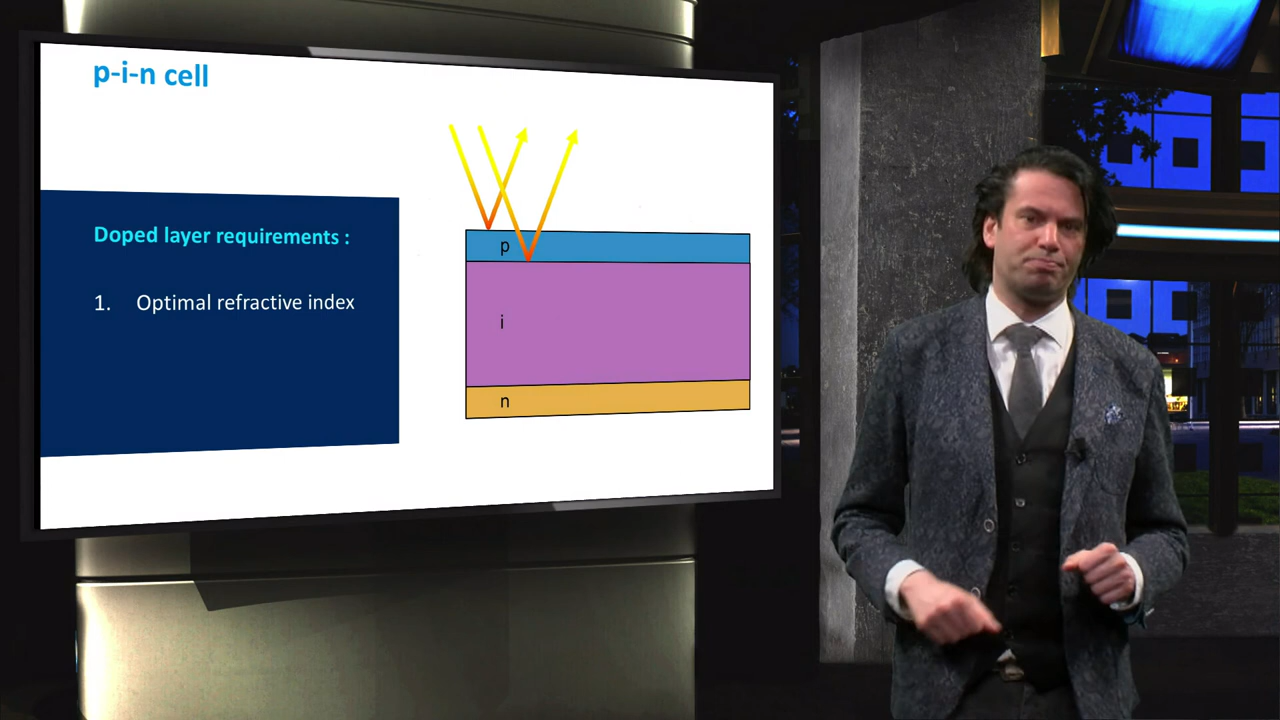 p-i-n cell
Doped layer requirements :
1. Optimal refractive index
p
i
n